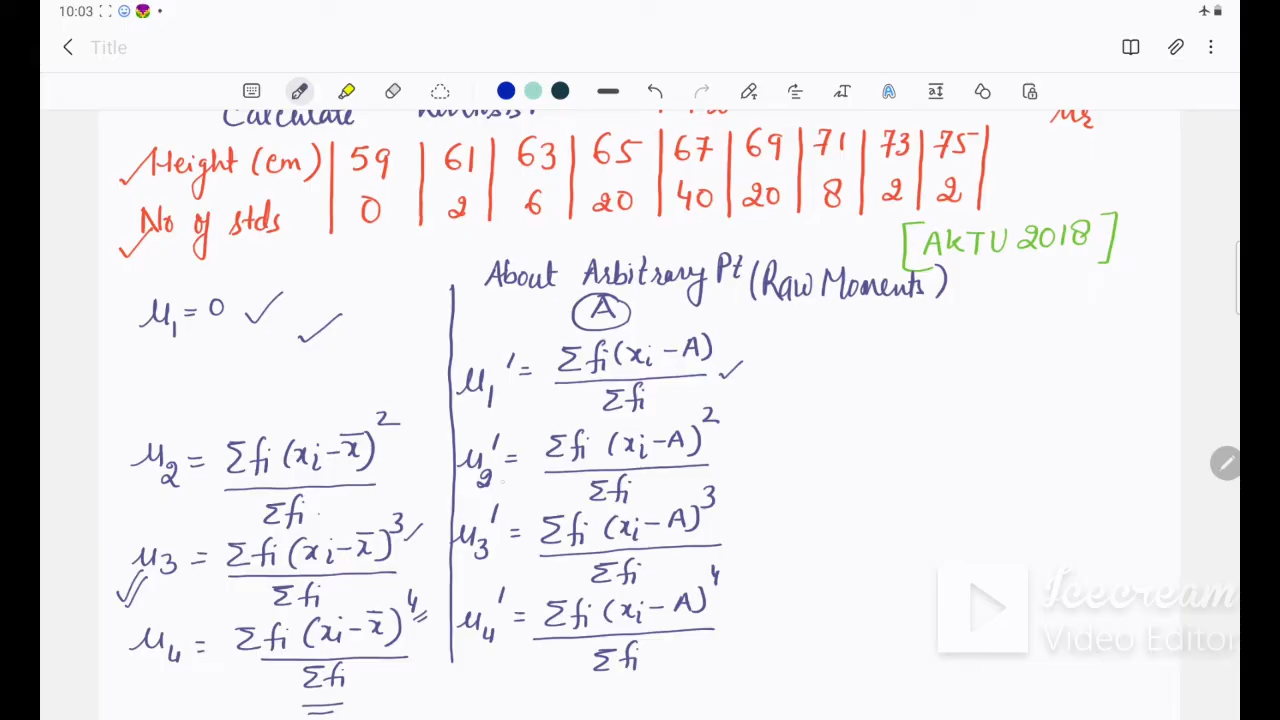 10:03
Title
Calculate Kurtosis.
Height (cm) | 59 | 61 | 63 | 65 | 67 | 69 | 71 | 73 | 75 |
No of stds | 0 | 2 | 6 | 20 | 40 | 20 | 8 | 2 | 2 |
[AKTU 2018]
About Arbitrary Pt (Raw Moments)
A
μ₁ = 0
μ₂ = Σfi (xi - x̄)² / Σfi
μ₃ = Σfi (xi - x̄)³ / Σfi
μ₄ = Σfi (xi - x̄)⁴ / Σfi
μ₁' = Σfi (xi - A) / Σfi
μ₂' = Σfi (xi - A)² / Σfi
μ₃' = Σfi (xi - A)³ / Σfi
μ₄' = Σfi (xi - A)⁴ / Σfi
Icecream
Video Editor